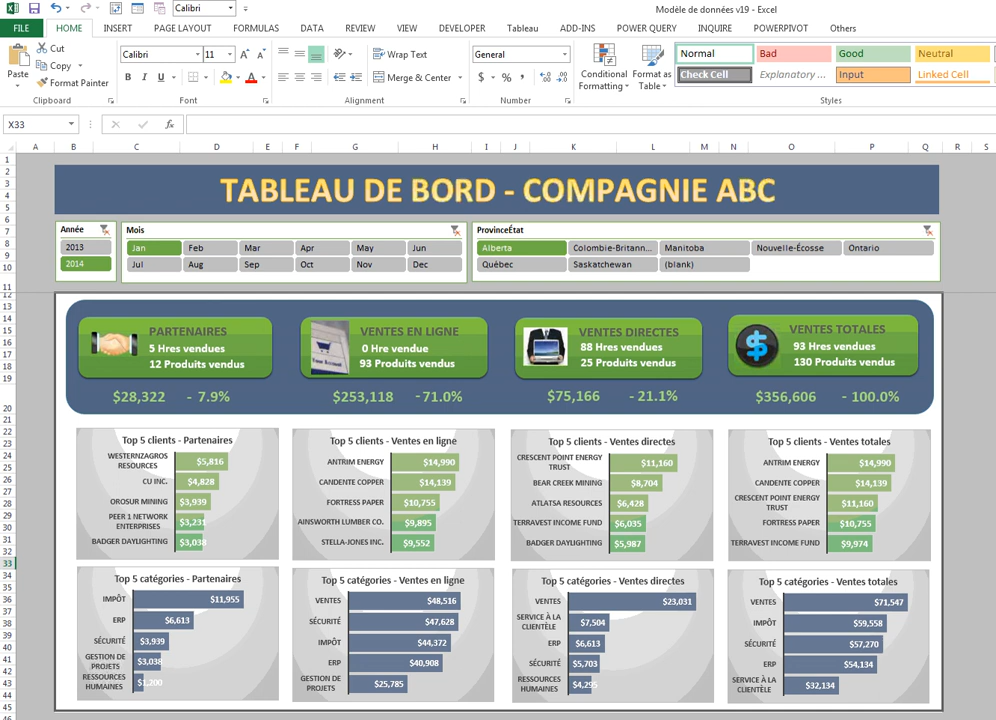 Calibri
Modèle de données v19 - Excel
FILE HOME INSERT PAGE LAYOUT FORMULAS DATA REVIEW VIEW DEVELOPER Tableau ADD-INS POWER QUERY INQUIRE POWERPIVOT Others
Paste
Cut
Copy
Format Painter
Clipboard
Calibri 11
B I U
Font
Wrap Text
Merge & Center
Alignment
General
$ % ,
Number
Conditional Formatting
Format as Table
Normal Bad Good Neutral
Check Cell Explanatory ... Input Linked Cell
Styles
X33
fx
A B C D E F G H I J K L M N O P Q R S
TABLEAU DE BORD - COMPAGNIE ABC
Année
2013
2014
Mois
Jan Feb Mar Apr May Jun
Jul Aug Sep Oct Nov Dec
ProvinceÉtat
Alberta Colombie-Britann... Manitoba Nouvelle-Écosse Ontario
Québec Saskatchewan (blank)
PARTENAIRES
5 Hres vendues
12 Produits vendus
$28,322 - 7.9%
VENTES EN LIGNE
0 Hre vendues
93 Produits vendus
$253,118 -71.0%
VENTES DIRECTES
88 Hres vendues
25 Produits vendus
$75,166 - 21.1%
VENTES TOTALES
93 Hres vendues
130 Produits vendus
$356,606 - 100.0%
Top 5 clients - Partenaires
WESTERNZAGROS RESOURCES $5,816
CU INC. $4,828
OROSUR MINING $3,939
PEER 1 NETWORK ENTERPRISES $3,231
BADGER DAYLIGHTING $3,038
Top 5 clients - Ventes en ligne
ANTRIM ENERGY $14,990
CANDENTE COPPER $14,139
FORTRESS PAPER $10,755
AINSWORTH LUMBER CO. $9,895
STELLA-JONES INC. $9,552
Top 5 clients - Ventes directes
CRESCENT POINT ENERGY TRUST $11,160
BEAR CREEK MINING $8,704
ATLATSA RESOURCES $6,428
TERRAVEST INCOME FUND $6,035
BADGER DAYLIGHTING $5,987
Top 5 clients - Ventes totales
ANTRIM ENERGY $14,990
CANDENTE COPPER $14,139
CRESCENT POINT ENERGY TRUST $11,160
FORTRESS PAPER $10,755
TERRAVEST INCOME FUND $9,974
Top 5 catégories - Partenaires
IMPÔT $11,955
ERP $6,613
SÉCURITÉ $3,939
GESTION DE PROJETS $3,038
RESSOURCES HUMAINES $1,200
Top 5 catégories - Ventes en ligne
VENTES $48,516
SÉCURITÉ $47,628
IMPÔT $44,372
ERP $40,908
GESTION DE PROJETS $25,785
Top 5 catégories - Ventes directes
VENTES $23,031
SERVICE À LA CLIENTÈLE $7,504
ERP $6,613
SÉCURITÉ $5,703
RESSOURCES HUMAINES $4,295
Top 5 catégories - Ventes totales
VENTES $71,547
IMPÔT $59,558
SÉCURITÉ $57,270
ERP $54,134
SERVICE À LA CLIENTÈLE $32,134